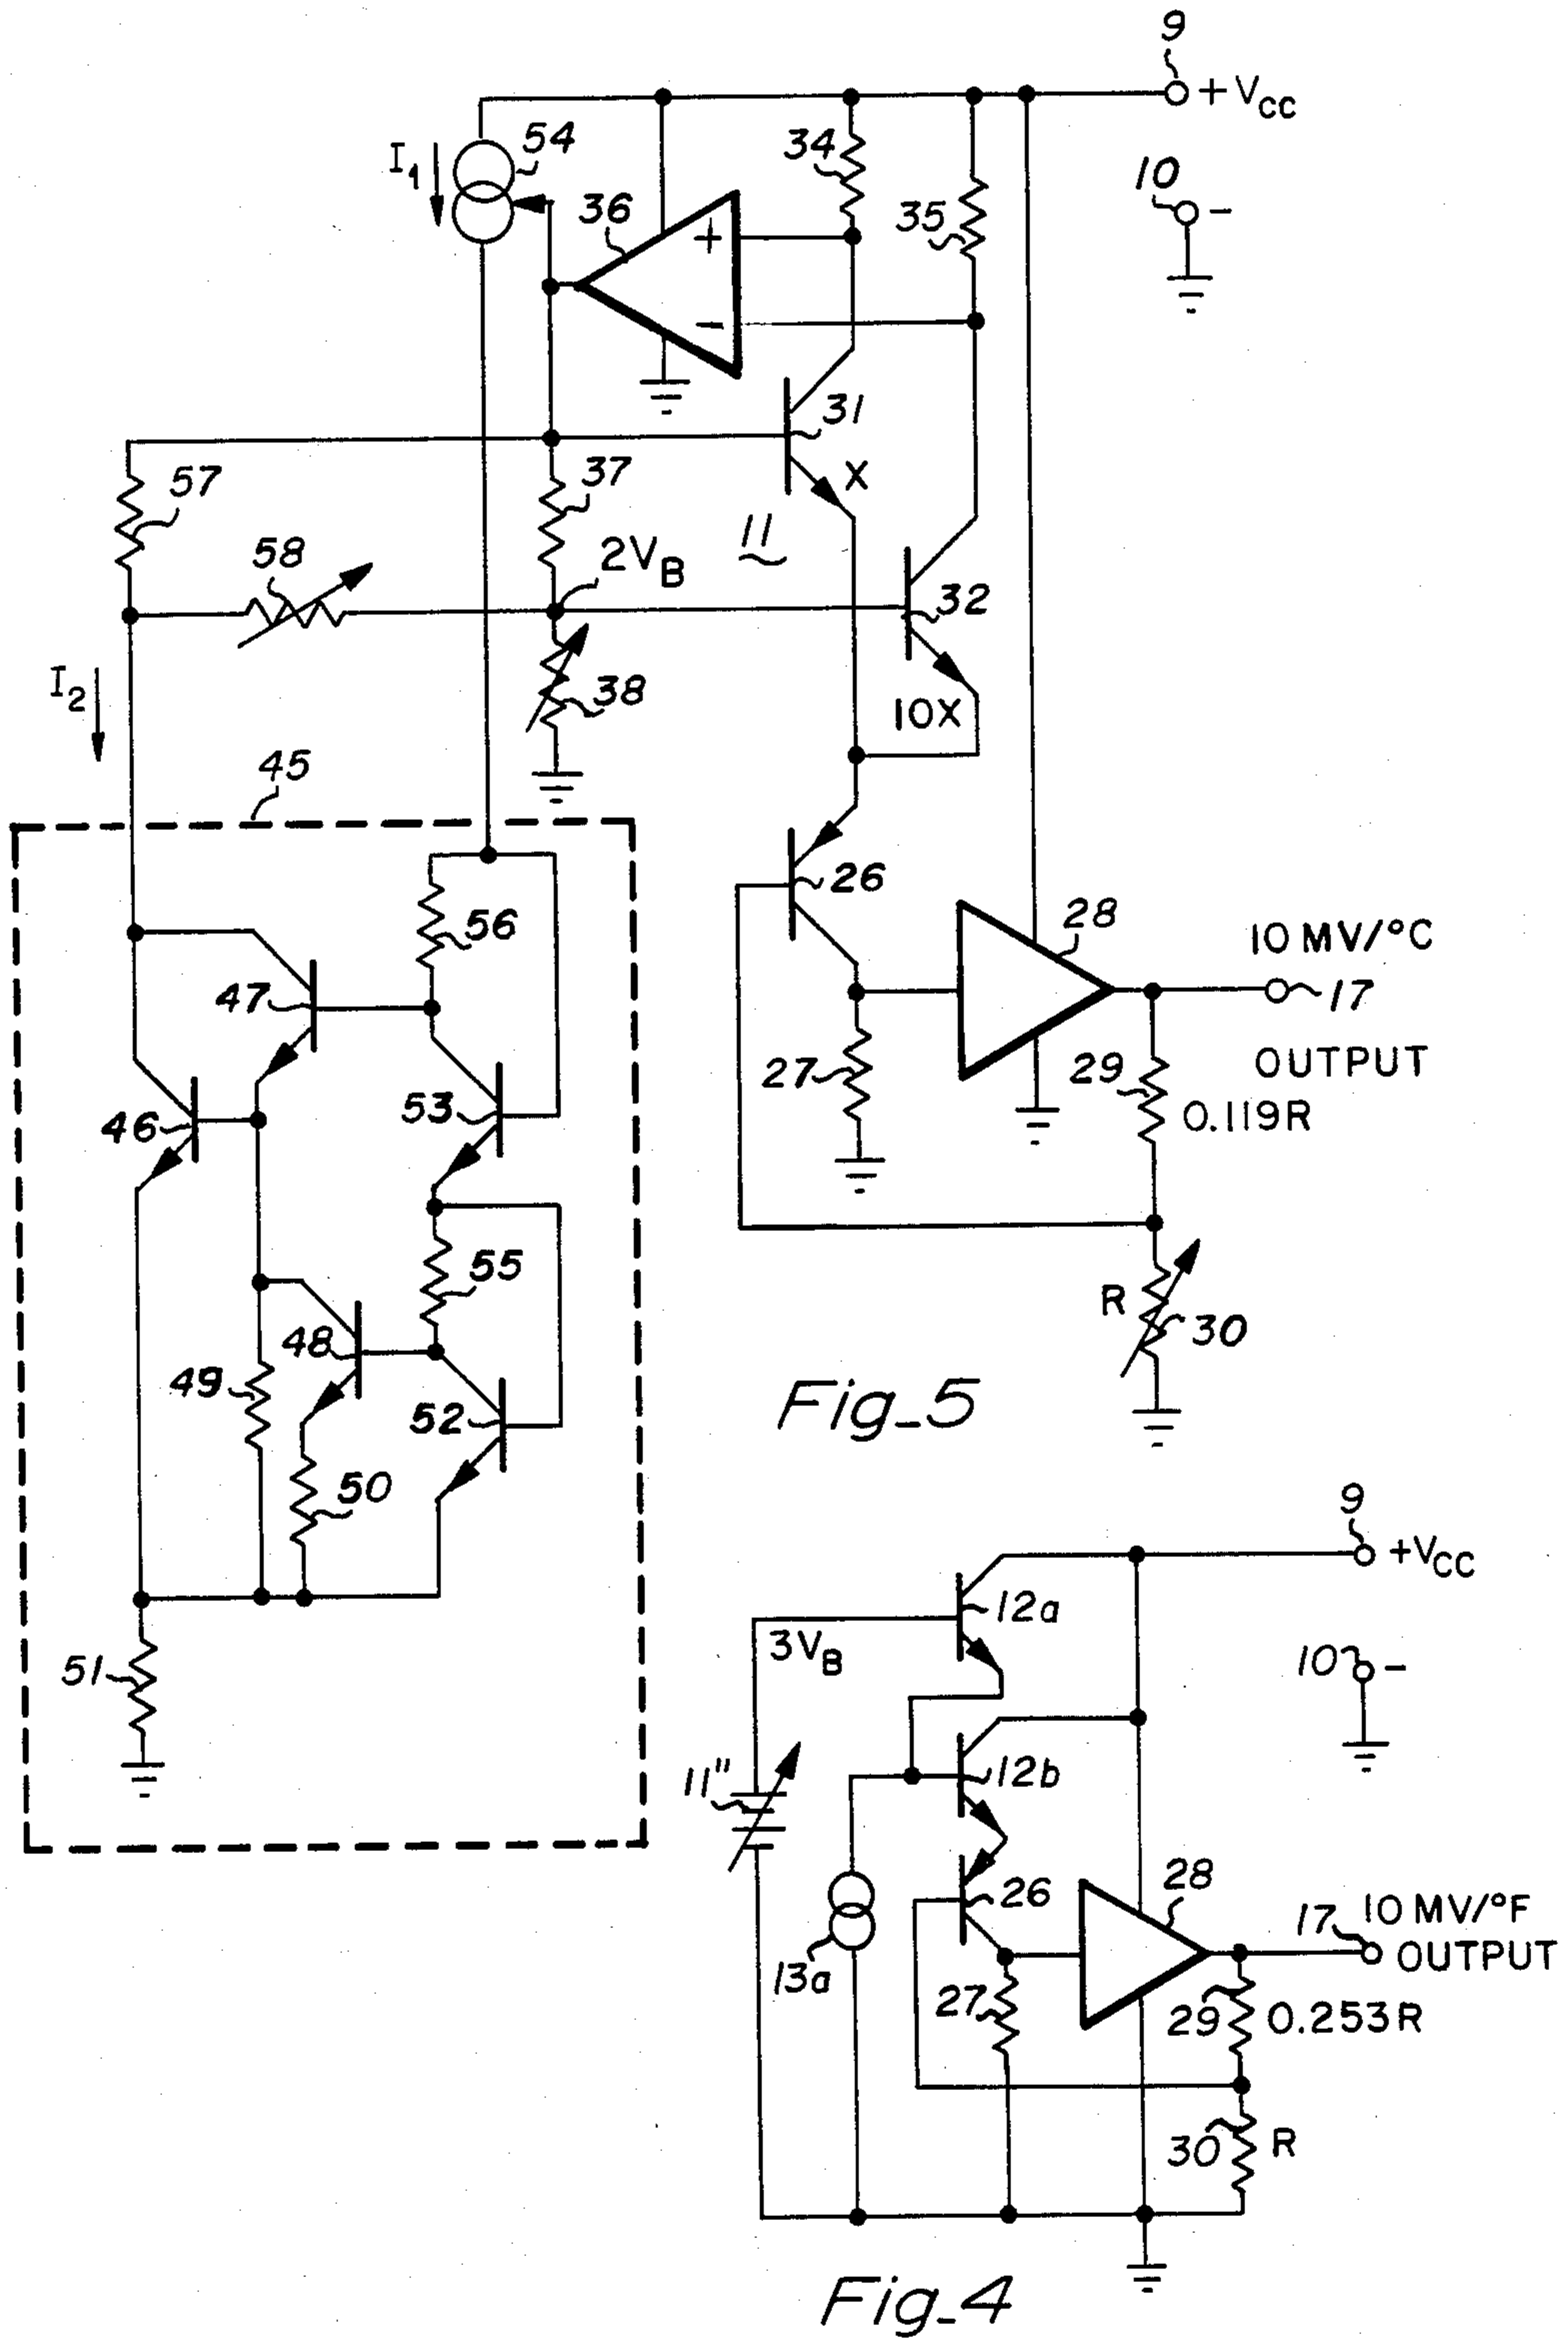 9
+VCC
54
I1
34
10
-
36
35
+
-
31
X
37
57
11
2VB
58
32
I2
38
10X
45
26
28
56
10 MV/°C
47
17
27
OUTPUT
29
53
0.119R
46
55
R
30
48
49
52
Fig_5
50
9
+VCC
12a
3VB
10
-
51
11"
12b
28
26
17
10 MV/°F
OUTPUT
13a
27
29
0.253R
30
R
Fig_4